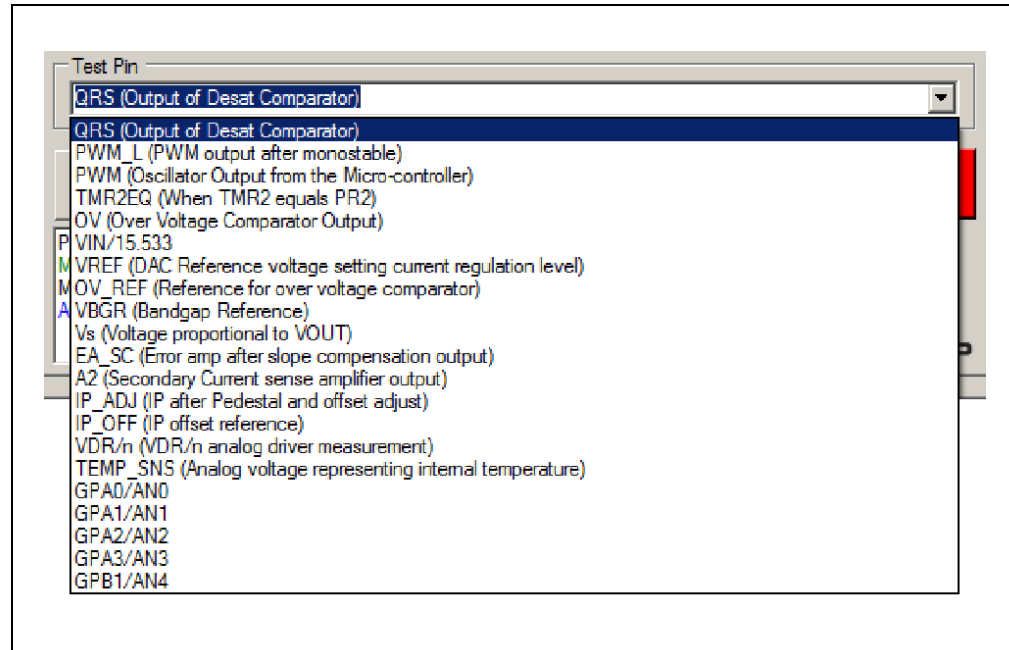 Test Pin
QRS (Output of Desat Comparator)
QRS (Output of Desat Comparator)
PWM_L (PWM output after monostable)
PWM (Oscillator Output from the Micro-controller)
TMR2EQ (When TMR2 equals PR2)
OV (Over Voltage Comparator Output)
P VIN/15.533
M VREF (DAC Reference voltage setting current regulation level)
M OV_REF (Reference for over voltage comparator)
A VBGR (Bandgap Reference)
Vs (Voltage proportional to VOUT)
EA_SC (Error amp after slope compensation output)
A2 (Secondary Current sense amplifier output)
IP_ADJ (IP after Pedestal and offset adjust)
IP_OFF (IP offset reference)
VDR/n (VDR/n analog driver measurement)
TEMP_SNS (Analog voltage representing internal temperature)
GPA0/AN0
GPA1/AN1
GPA2/AN2
GPA3/AN3
GPB1/AN4